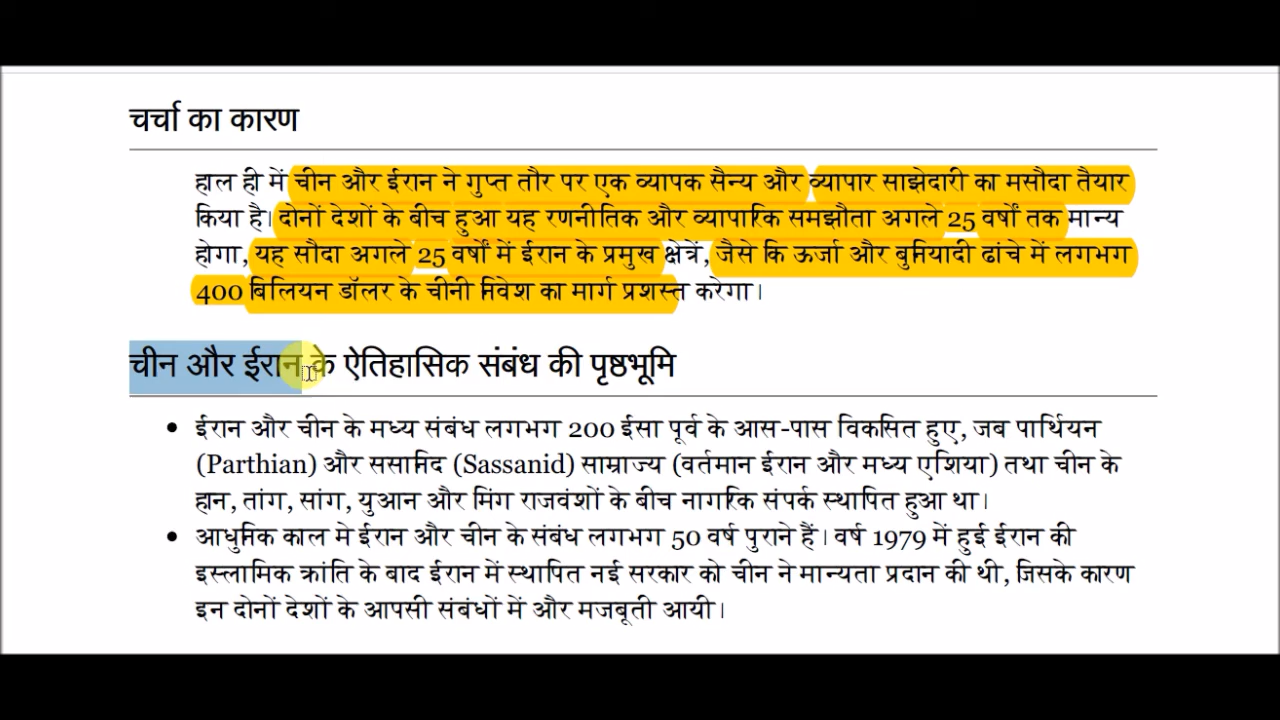 चर्चा का कारण
हाल ही में चीन और ईरान ने गुप्त तौर पर एक व्यापक सैन्य और व्यापार साझेदारी का मसौदा तैयार
किया है। दोनों देशों के बीच हुआ यह रणनीतिक और व्यापारिक समझौता अगले 25 वर्षों तक मान्य
होगा, यह सौदा अगले 25 वर्षों में ईरान के प्रमुख क्षेत्रें, जैसे कि ऊर्जा और बुनियादी ढांचे में लगभग
400 बिलियन डॉलर के चीनी निवेश का मार्ग प्रशस्त करेगा।
चीन और ईरान के ऐतिहासिक संबंध की पृष्ठभूमि
• ईरान और चीन के मध्य संबंध लगभग 200 ईसा पूर्व के आस-पास विकसित हुए, जब पार्थियन
(Parthian) और ससानिद (Sassanid) साम्राज्य (वर्तमान ईरान और मध्य एशिया) तथा चीन के
हान, तांग, सांग, युआन और मिंग राजवंशों के बीच नागरिक संपर्क स्थापित हुआ था।
• आधुनिक काल मे ईरान और चीन के संबंध लगभग 50 वर्ष पुराने हैं। वर्ष 1979 में हुई ईरान की
इस्लामिक क्रांति के बाद ईरान में स्थापित नई सरकार को चीन ने मान्यता प्रदान की थी, जिसके कारण
इन दोनों देशों के आपसी संबंधों में और मजबूती आयी।